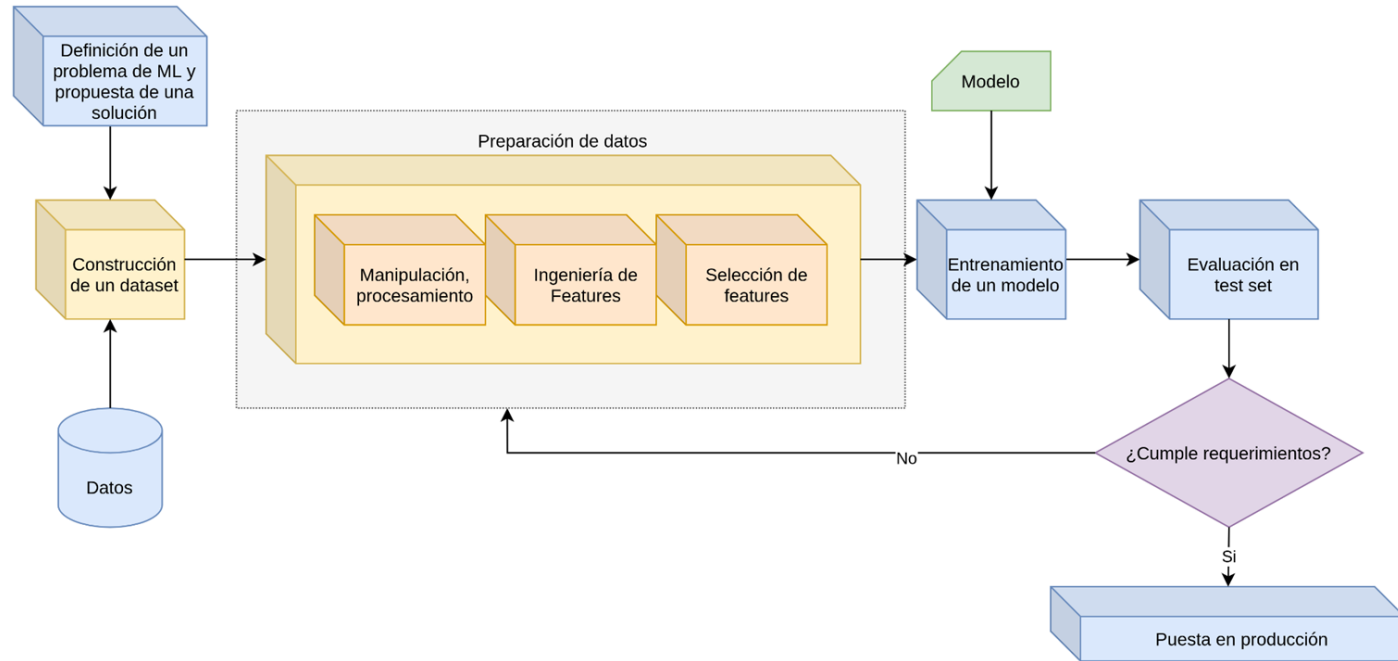 Definición de un
problema de ML y
propuesta de una
solución
Modelo
Preparación de datos
Construcción
de un dataset
Manipulación,
procesamiento
Ingeniería de
Features
Selección de
features
Entrenamiento
de un modelo
Evaluación en
test set
Datos
No
¿Cumple requerimientos?
Si
Puesta en producción